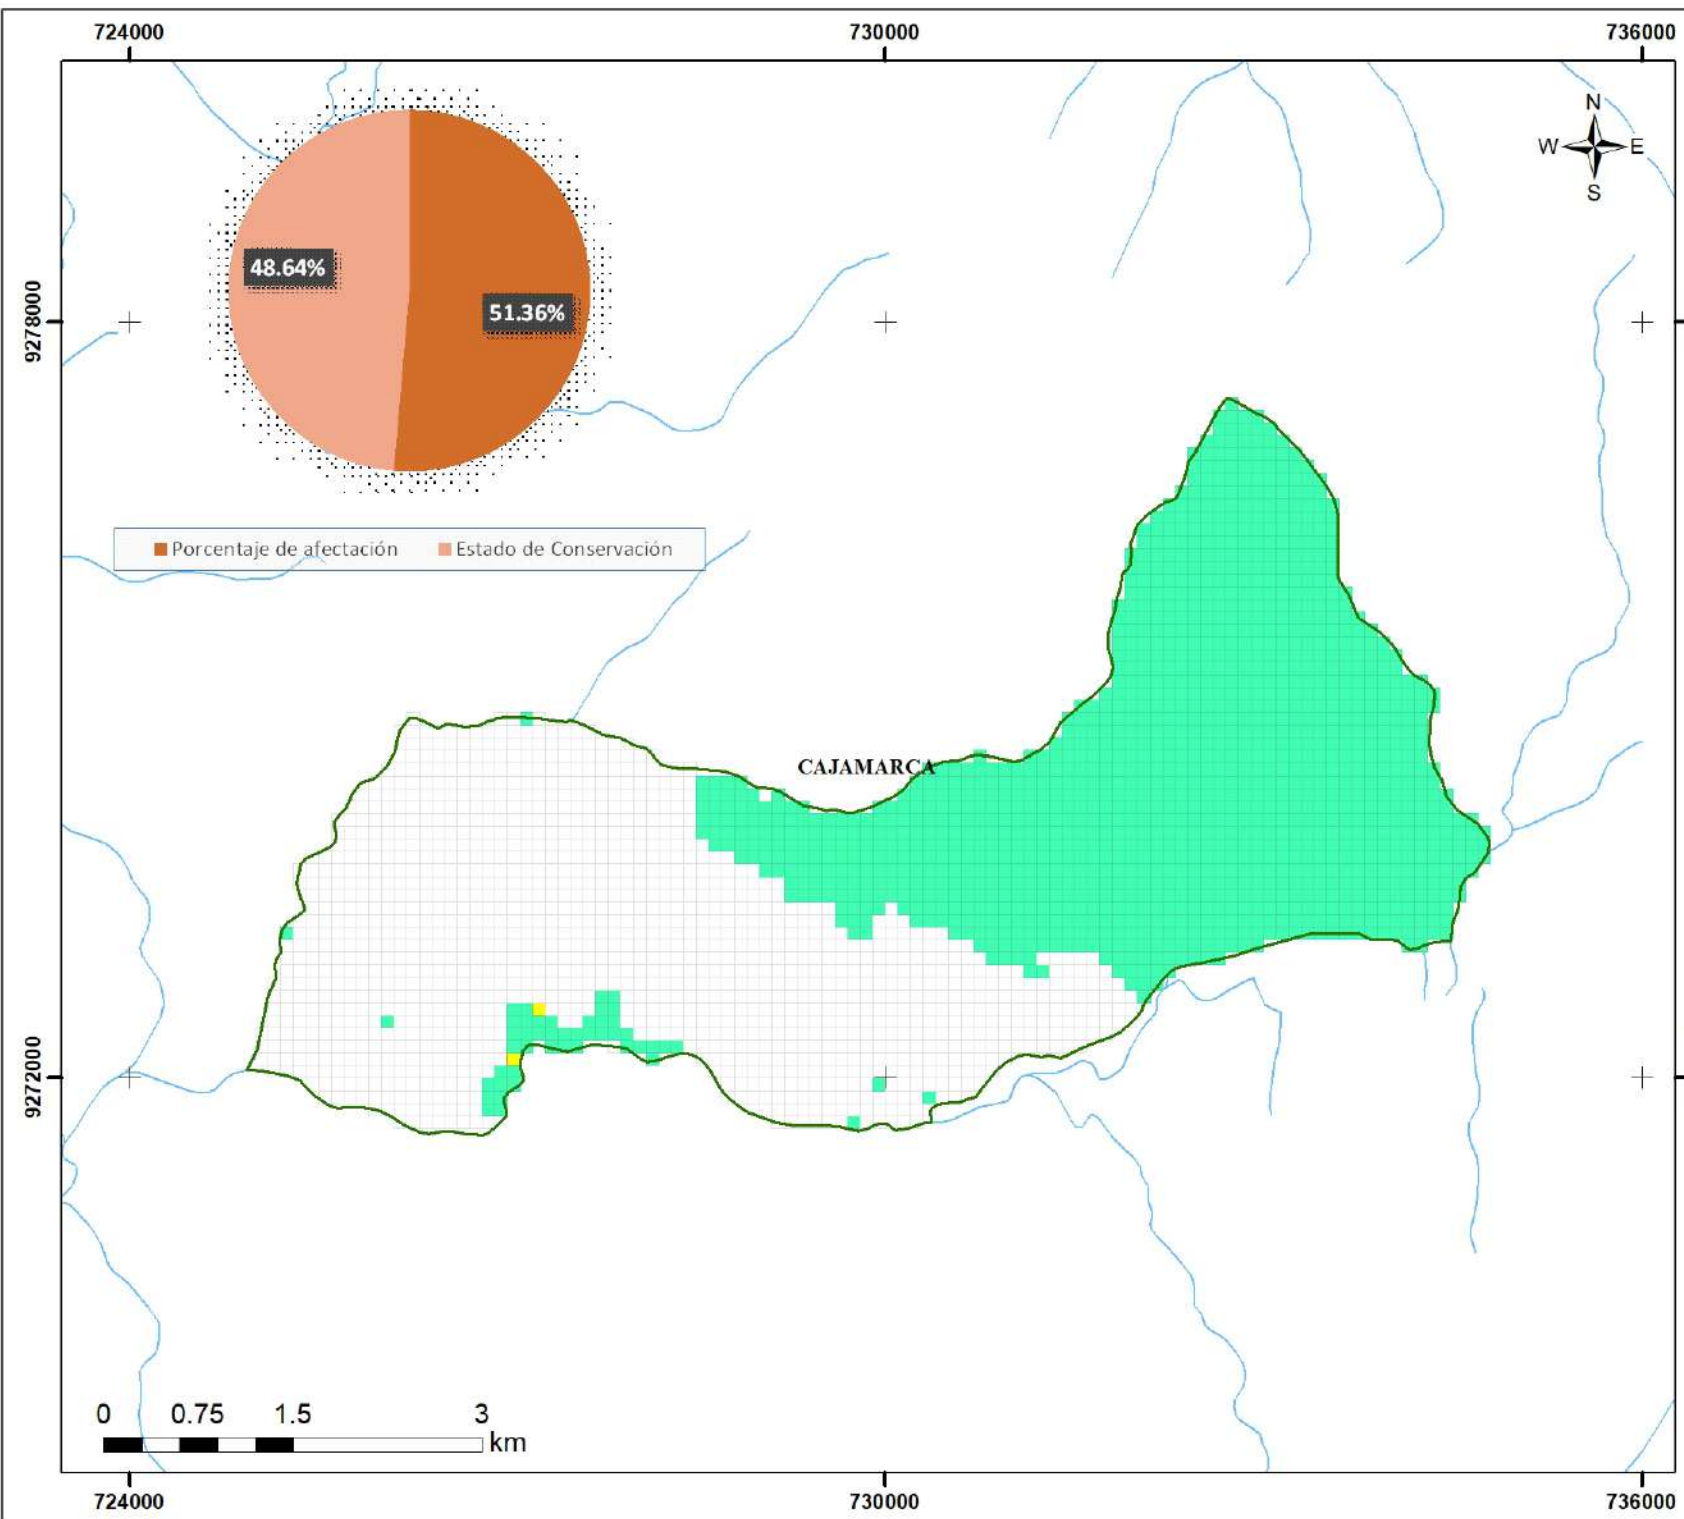 724000 730000 736000
N
W E
S
48.64%
51.36%
9278000
Porcentaje de afectación Estado de Conservación
CAJAMARCA
9272000
0 0.75 1.5 3
km
724000 730000 736000